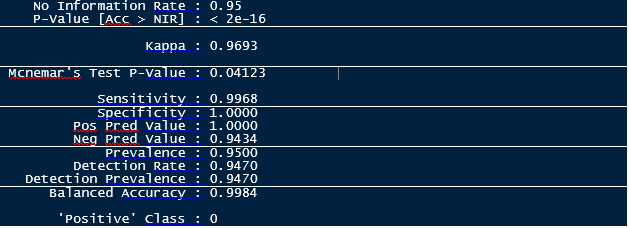 No Information Rate : 0.95
P-Value [Acc > NIR] : < 2e-16
Kappa : 0.9693
Mcnemar's Test P-Value : 0.04123
Sensitivity : 0.9968
Specificity : 1.0000
Pos Pred Value : 1.0000
Neg Pred Value : 0.9434
Prevalence : 0.9500
Detection Rate : 0.9470
Detection Prevalence : 0.9470
Balanced Accuracy : 0.9984
'Positive' Class : 0